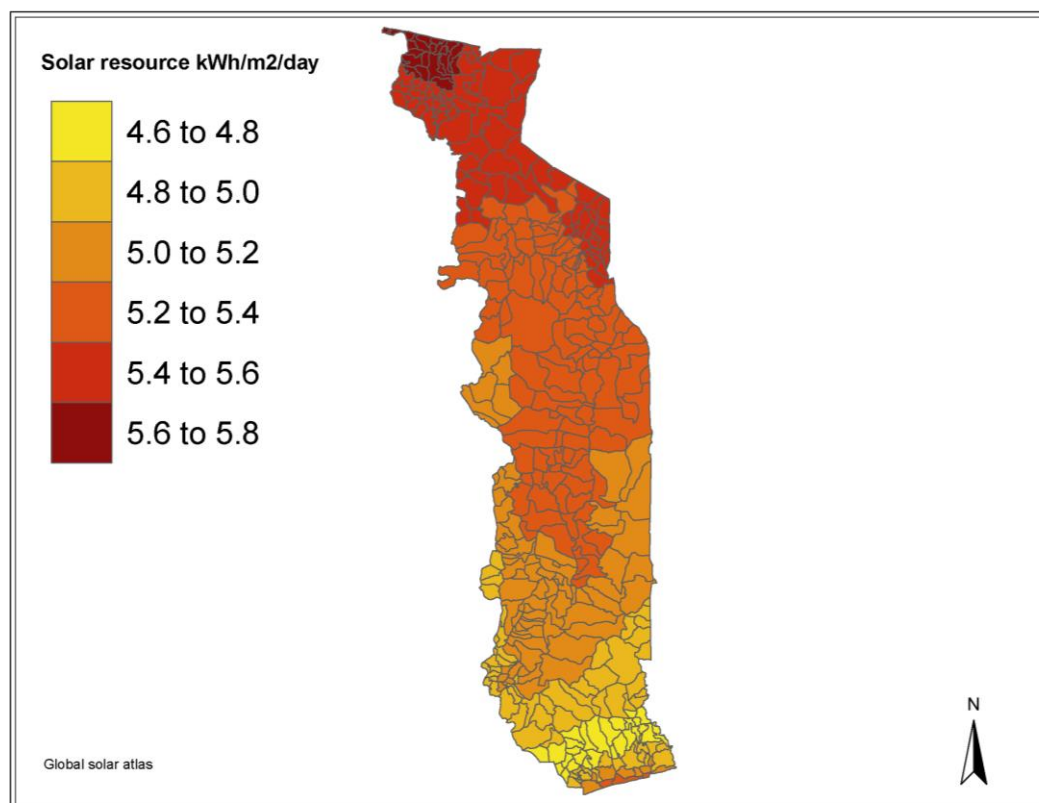 Solar resource kWh/m2/day
4.6 to 4.8
4.8 to 5.0
5.0 to 5.2
5.2 to 5.4
5.4 to 5.6
5.6 to 5.8
N
Global solar atlas